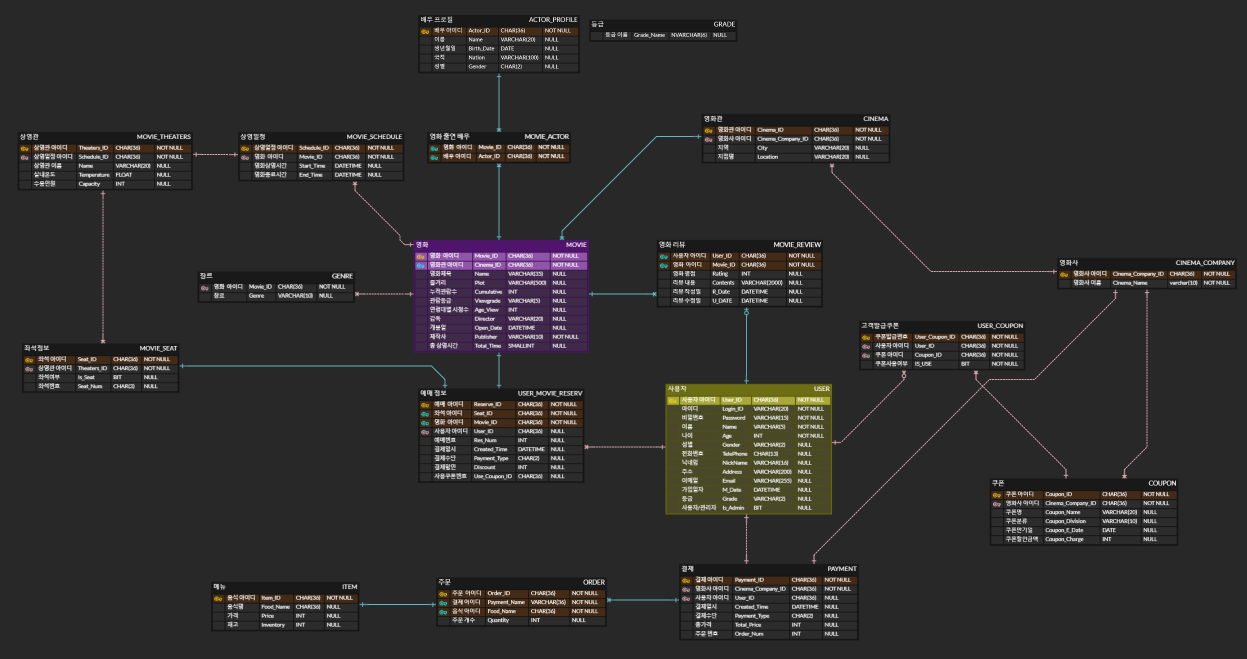 배우 프로필 ACTOR_PROFILE
배우 아이디 Actor_ID CHAR(36) NOT NULL
이름 Name VARCHAR(20) NULL
생년월일 Birth_Date DATE NULL
국적 Nation VARCHAR(100) NULL
성별 Gender CHAR(2) NULL
등급 GRADE
등급 이름 Grade_Name NVARCHAR(6) NULL
상영관 MOVIE_THEATERS
상영관 아이디 Theaters_ID CHAR(36) NOT NULL
상영일정 아이디 Schedule_ID CHAR(36) NOT NULL
상영관 이름 Name VARCHAR(20) NULL
실내온도 Temperature FLOAT NULL
수용인원 Capacity INT NULL
상영일정 MOVIE_SCHEDULE
상영일정 아이디 Schedule_ID CHAR(36) NOT NULL
영화 아이디 Movie_ID CHAR(36) NOT NULL
영화상영시간 Start_Time DATETIME NULL
영화종료시간 End_Time DATETIME NULL
영화 출연 배우 MOVIE_ACTOR
영화 아이디 Movie_ID CHAR(36) NOT NULL
배우 아이디 Actor_ID CHAR(36) NOT NULL
영화관 CINEMA
영화관 아이디 Cinema_ID CHAR(36) NOT NULL
영화사 아이디 Cinema_Company_ID CHAR(36) NOT NULL
지역 City VARCHAR(20) NULL
지점명 Location VARCHAR(20) NULL
영화 MOVIE
영화 아이디 Movie_ID CHAR(36) NOT NULL
영화관 아이디 Cinema_ID CHAR(36) NOT NULL
영화제목 Name VARCHAR(35) NULL
줄거리 Plot VARCHAR(500) NULL
누적관람수 Cumulative INT NULL
관람등급 Viewgrade VARCHAR(5) NULL
연령대별 시청수 Age_View INT NULL
감독 Director VARCHAR(20) NULL
개봉일 Open_Date DATETIME NULL
제작사 Publisher VARCHAR(10) NOT NULL
총 상영시간 Total_Time SMALLINT NULL
영화 리뷰 MOVIE_REVIEW
사용자 아이디 User_ID CHAR(36) NOT NULL
영화 아이디 Movie_ID CHAR(36) NOT NULL
영화 평점 Rating INT NULL
리뷰 내용 Contents VARCHAR(2000) NULL
리뷰 작성일 R_Date DATETIME NULL
리뷰 수정일 U_DATE DATETIME NULL
장르 GENRE
영화 아이디 Movie_ID CHAR(36) NOT NULL
장르 Genre VARCHAR(10) NULL
영화사 CINEMA_COMPANY
영화사 아이디 Cinema_Company_ID CHAR(36) NOT NULL
영화사 이름 Cinema_Name varchar(10) NOT NULL
고객발급쿠폰 USER_COUPON
쿠폰발급번호 User_Coupon_ID CHAR(36) NOT NULL
사용자 아이디 User_ID CHAR(36) NULL
쿠폰 아이디 Coupon_ID CHAR(36) NOT NULL
쿠폰사용여부 IS_USE BIT NOT NULL
좌석정보 MOVIE_SEAT
좌석 아이디 Seat_ID CHAR(36) NOT NULL
상영관 아이디 Theaters_ID CHAR(36) NOT NULL
좌석여부 Is_Seat BIT NULL
좌석번호 Seat_Num CHAR(3) NULL
예매 정보 USER_MOVIE_RESERV
예매 아이디 Reserve_ID CHAR(36) NOT NULL
좌석 아이디 Seat_ID CHAR(36) NOT NULL
영화 아이디 Movie_ID CHAR(36) NOT NULL
사용자 아이디 User_ID CHAR(36) NULL
예매번호 Res_Num INT NULL
결제일시 Created_Time DATETIME NULL
결제수단 Payment_Type CHAR(2) NULL
결제할인 Discount INT NULL
사용쿠폰번호 Use_Coupon_ID CHAR(36) NULL
사용자 USER
사용자 아이디 User_ID CHAR(36) NOT NULL
아이디 Login_ID VARCHAR(20) NOT NULL
비밀번호 Password VARCHAR(15) NOT NULL
이름 Name VARCHAR(5) NOT NULL
나이 Age INT NOT NULL
성별 Gender VARCHAR(2) NULL
전화번호 TelePhone CHAR(13) NULL
닉네임 NickName VARCHAR(16) NULL
주소 Address VARCHAR(200) NULL
이메일 Email VARCHAR(255) NULL
가입일자 M_Date DATETIME NULL
등급 Grade VARCHAR(2) NULL
사용자/관리자 Is_Admin BIT NULL
쿠폰 COUPON
쿠폰 아이디 Coupon_ID CHAR(36) NOT NULL
영화사 아이디 Cinema_Company_ID CHAR(36) NOT NULL
쿠폰명 Coupon_Name VARCHAR(20) NULL
쿠폰분류 Coupon_Division VARCHAR(10) NULL
쿠폰만기일 Coupon_E_Date DATE NULL
쿠폰할인금액 Coupon_Charge INT NULL
결제 PAYMENT
결제 아이디 Payment_ID CHAR(36) NOT NULL
영화사 아이디 Cinema_Company_ID CHAR(36) NULL
사용자 아이디 User_ID CHAR(36) NULL
결제일시 Created_Time DATETIME NULL
결제수단 Payment_Type CHAR(2) NULL
총가격 Total_Price INT NULL
주문 번호 Order_Num INT NULL
메뉴 ITEM
음식 아이디 Item_ID CHAR(36) NOT NULL
음식명 Food_Name CHAR(36) NULL
가격 Price INT NULL
재고 Inventory INT NULL
주문 ORDER
주문 아이디 Order_ID CHAR(36) NOT NULL
결제 아이디 Payment_Name VARCHAR(36) NOT NULL
음식 아이디 Food_Name CHAR(36) NOT NULL
주문 개수 Quantity INT NULL